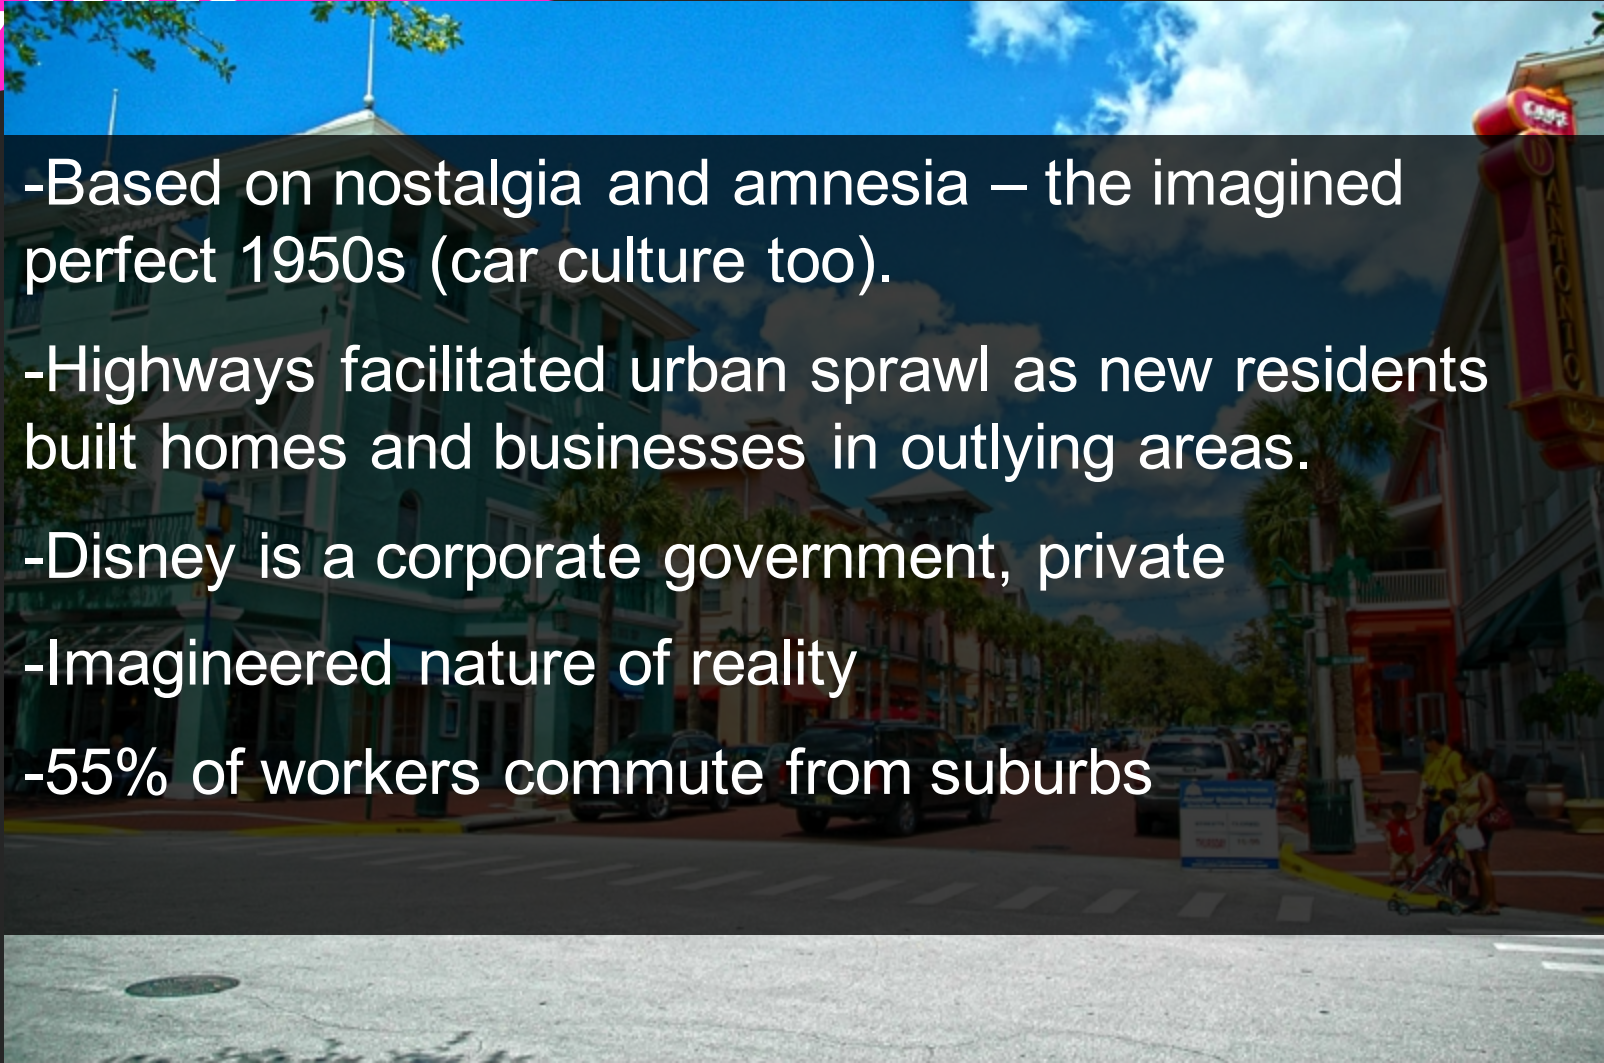 -Based on nostalgia and amnesia – the imagined
perfect 1950s (car culture too).
-Highways facilitated urban sprawl as new residents
built homes and businesses in outlying areas.
-Disney is a corporate government, private
-Imagineered nature of reality
-55% of workers commute from suburbs
ANTONIO
THURSDAY